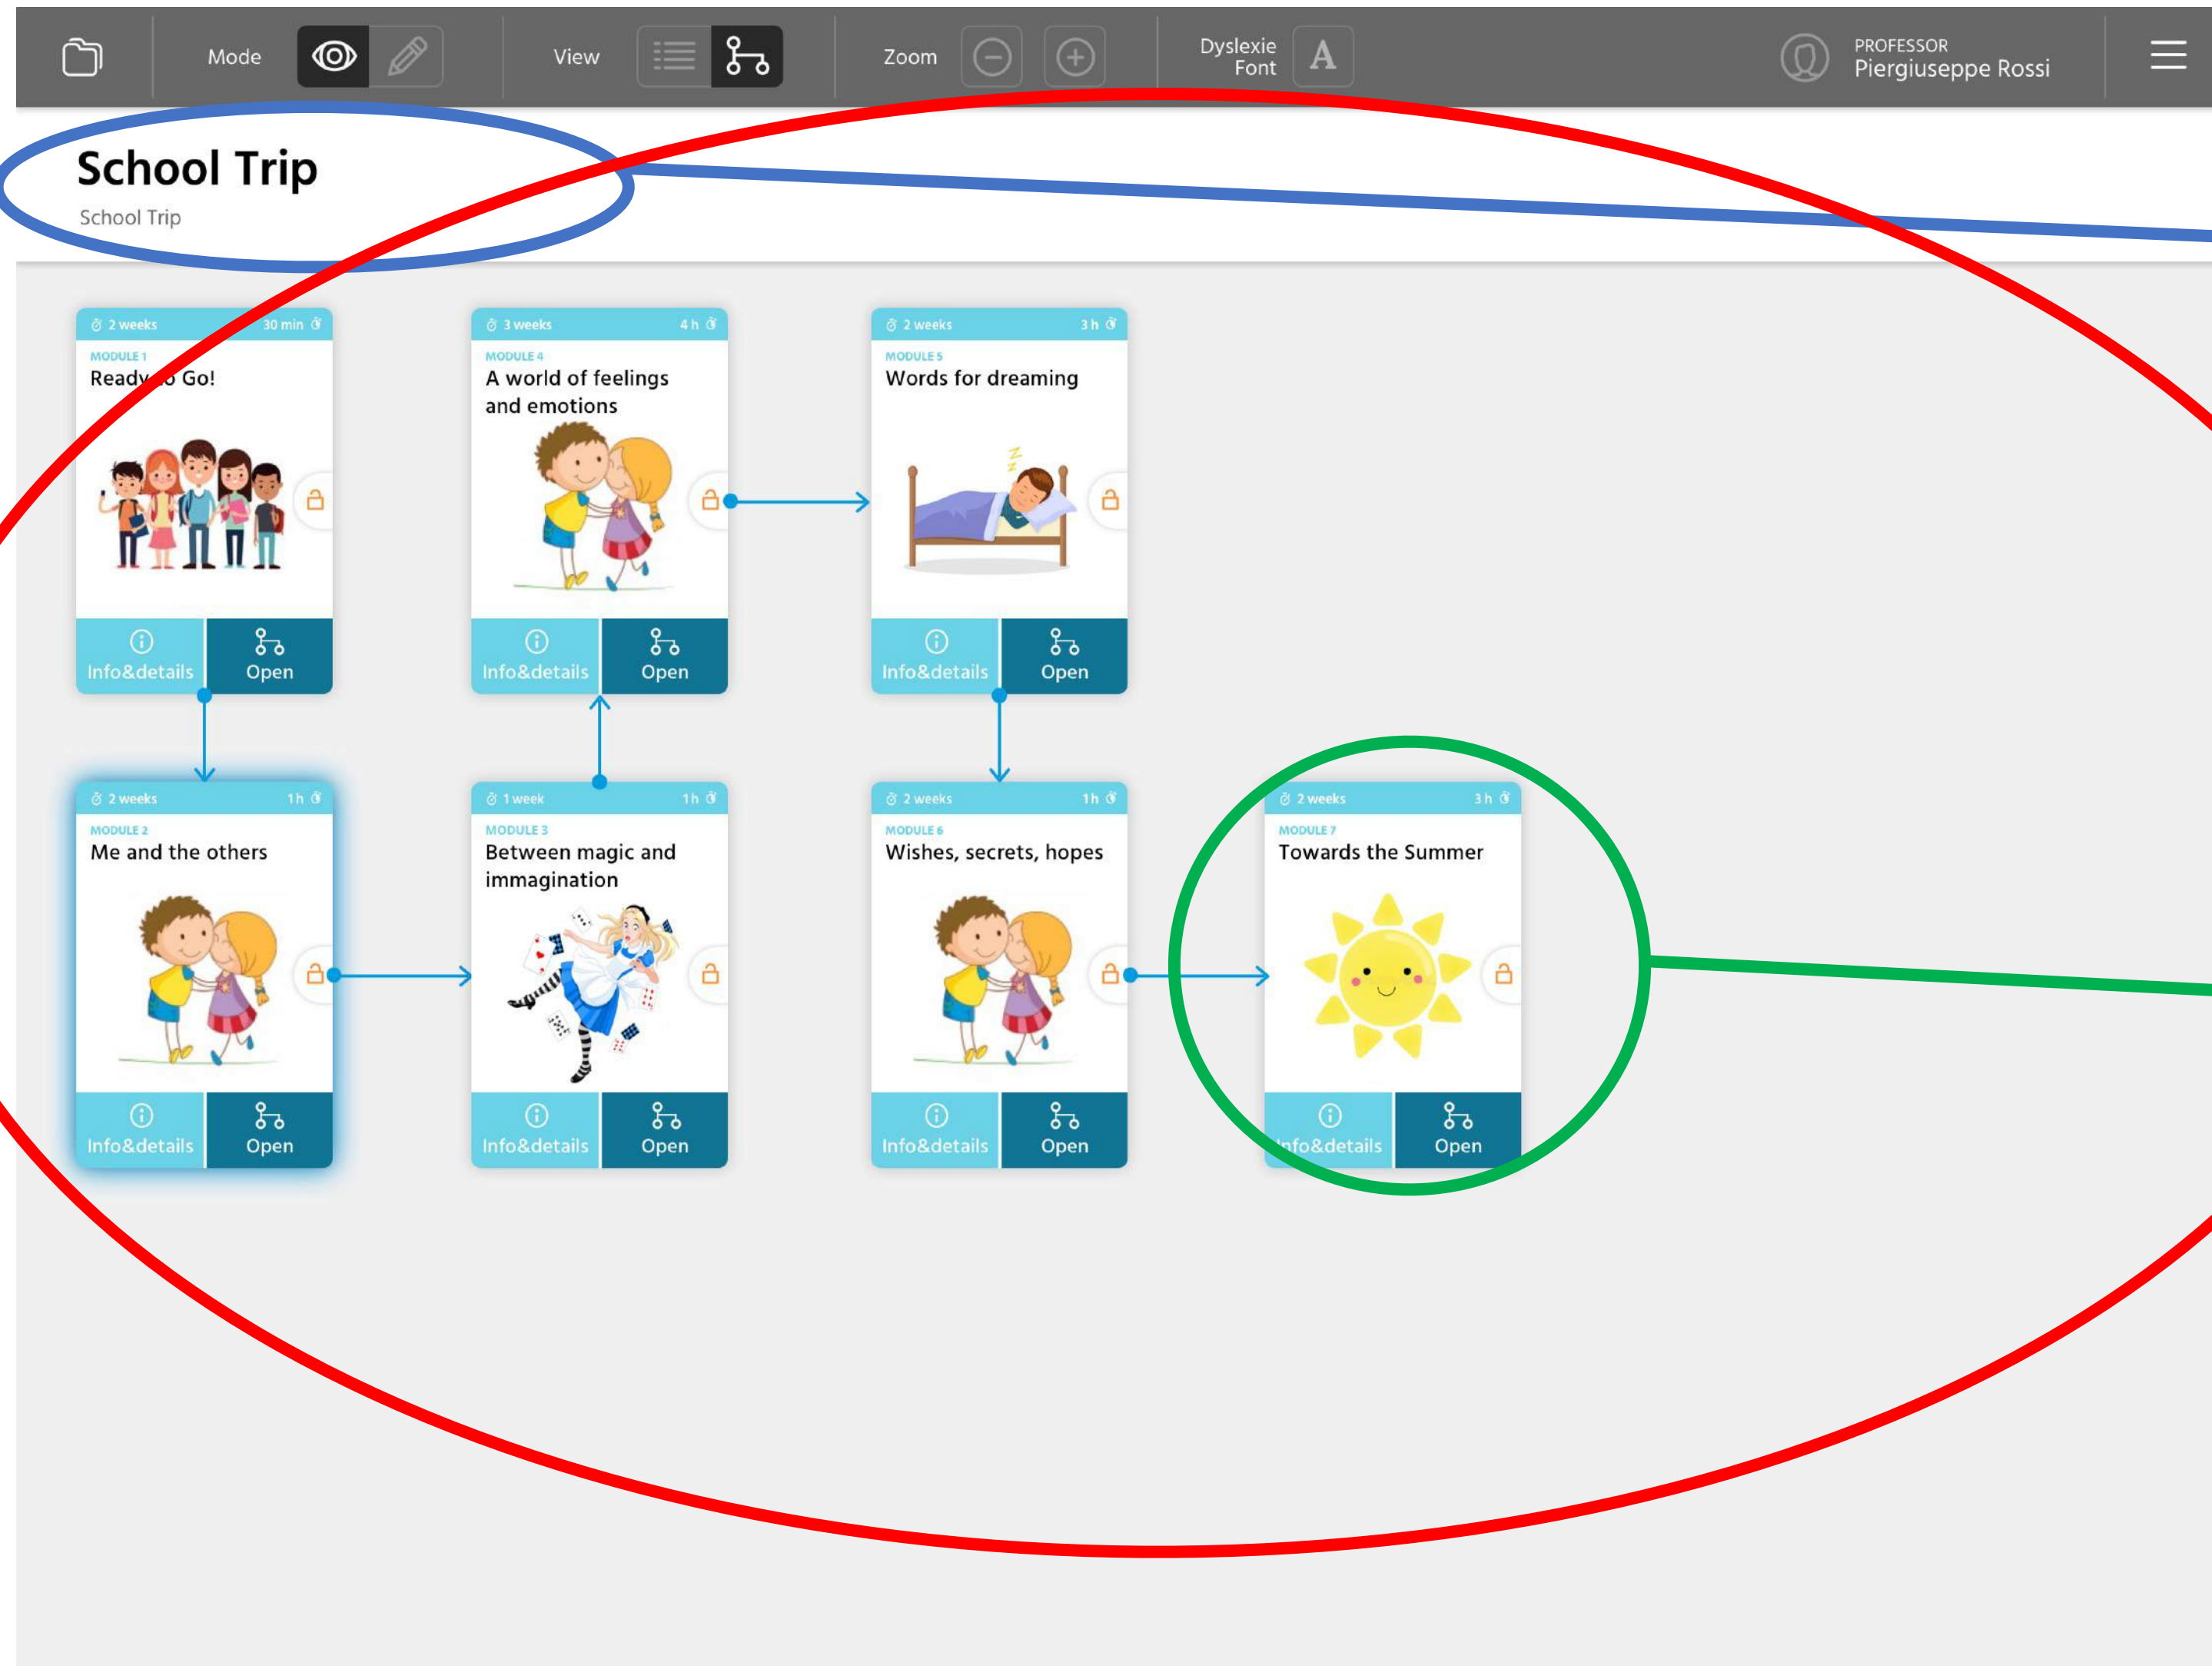 Mode
View
Zoom
Dyslexie
Font
A
PROFESSOR
Piergiuseppe Rossi
School Trip
School Trip
2 weeks 30 min
MODULE 1
Ready to Go!
Info&details Open
3 weeks 4 h
MODULE 4
A world of feelings
and emotions
Info&details Open
2 weeks 3 h
MODULE 5
Words for dreaming
Z
Z
Info&details Open
2 weeks 1 h
MODULE 2
Me and the others
Info&details Open
1 week 1 h
MODULE 3
Between magic and
immagination
Info&details Open
2 weeks 1 h
MODULE 6
Wishes, secrets, hopes
Info&details Open
2 weeks 3 h
MODULE 7
Towards the Summer
Info&details Open